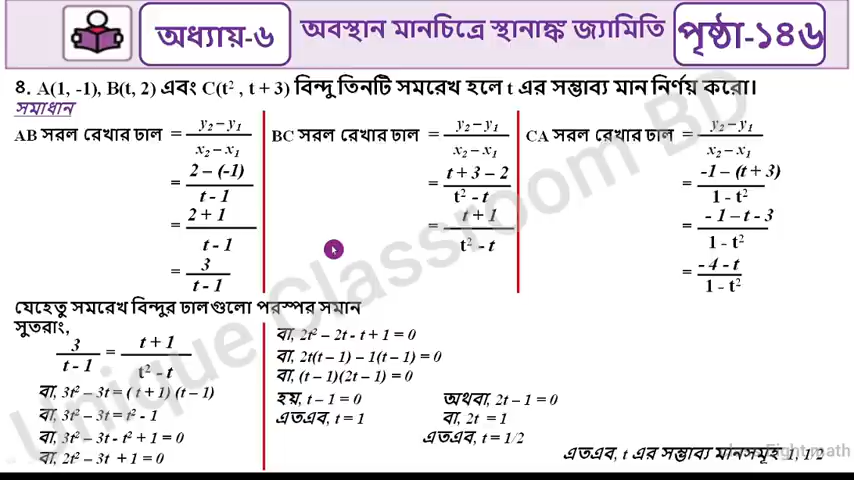 অধ্যায়-৬
অবস্থান মানচিত্রে স্থানাঙ্ক জ্যামিতি
পৃষ্ঠা-১৪৬
৪. A(1, -1), B(t, 2) এবং C(t² , t + 3) বিন্দু তিনটি সমরেখ হলে t এর সম্ভাব্য মান নির্ণয় করো।
সমাধান
AB সরল রেখার ঢাল = y₂ – y₁ / x₂ – x₁
= 2 – (-1) / t - 1
= 2 + 1 / t - 1
= 3 / t - 1
BC সরল রেখার ঢাল = y₂ – y₁ / x₂ – x₁
= t + 3 – 2 / t² - t
= t + 1 / t² - t
CA সরল রেখার ঢাল = y₂ – y₁ / x₂ – x₁
= -1 – (t + 3) / 1 - t²
= - 1 – t - 3 / 1 - t²
= - 4 - t / 1 - t²
যেহেতু সমরেখ বিন্দুর ঢালগুলো পরস্পর সমান
সুতরাং,
3 / t - 1 = t + 1 / t² - t
বা, 3t² – 3t = ( t + 1) (t – 1)
বা, 3t² – 3t = t² - 1
বা, 3t² – 3t - t² + 1 = 0
বা, 2t² – 3t + 1 = 0
বা, 2t² – 2t - t + 1 = 0
বা, 2t(t – 1) – 1(t – 1) = 0
বা, (t – 1)(2t – 1) = 0
হয়, t – 1 = 0 অথবা, 2t – 1 = 0
এতএব, t = 1 বা, 2t = 1
এতএব, t = 1/2
এতএব, t এর সম্ভাব্য মানসমূহ 1, 1/2
Unique Classroom BD